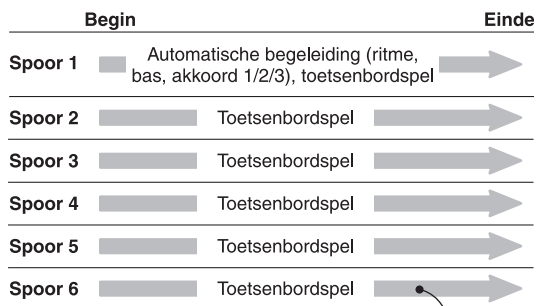 Begin Einde
Spoor 1 Automatische begeleiding (ritme,
bas, akkoord 1/2/3), toetsenbordspel
Spoor 2 Toetsenbordspel
Spoor 3 Toetsenbordspel
Spoor 4 Toetsenbordspel
Spoor 5 Toetsenbordspel
Spoor 6 Toetsenbordspel